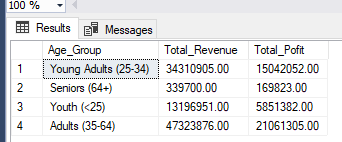 100 %
Results Messages
Age_Group Total_Revenue Total_Pofit
1 Young Adults (25-34) 34310905.00 15042052.00
2 Seniors (64+) 339700.00 169823.00
3 Youth (<25) 13196951.00 5851382.00
4 Adults (35-64) 47323876.00 21061305.00